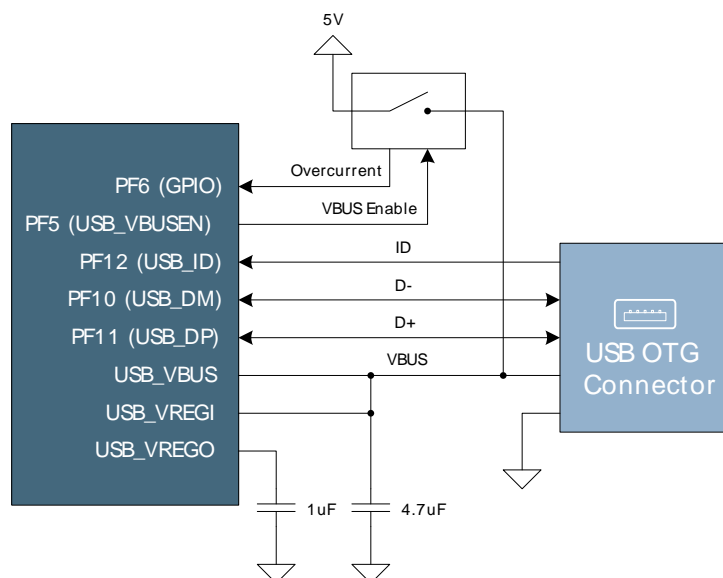 5V
Overcurrent
PF6 (GPIO)
VBUS Enable
PF5 (USB_VBUSEN)
PF12 (USB_ID)
ID
PF10 (USB_DM)
D-
PF11 (USB_DP)
D+
USB_VBUS
VBUS
USB_VREGI
USB_VREGO
USB OTG
Connector
1uF
4.7uF